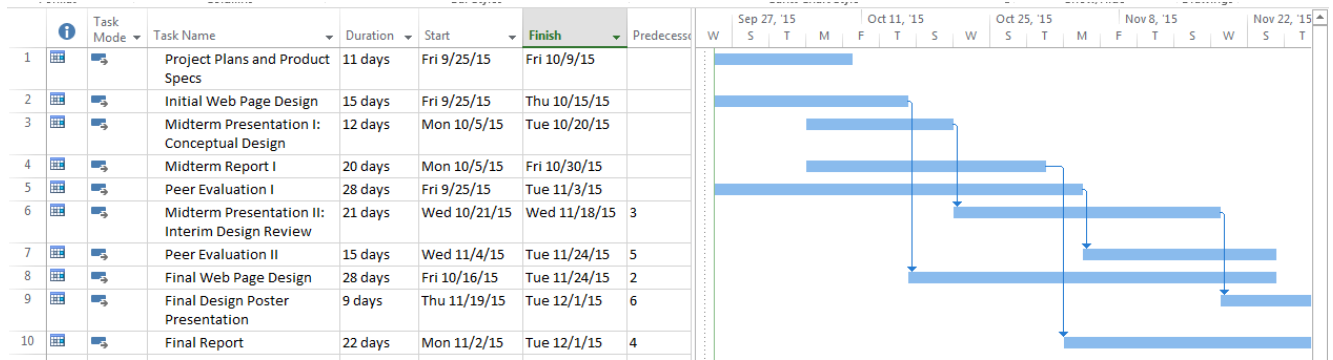 Sep 27, '15 Oct 11, '15 Oct 25, '15 Nov 8, '15 Nov 22, '15
Task
Mode Task Name Duration Start Finish Predecesso W S T M F T S W S T M F T S W S T
1 Project Plans and Product 11 days Fri 9/25/15 Fri 10/9/15
Specs
2 Initial Web Page Design 15 days Fri 9/25/15 Thu 10/15/15
3 Midterm Presentation I: 12 days Mon 10/5/15 Tue 10/20/15
Conceptual Design
4 Midterm Report I 20 days Mon 10/5/15 Fri 10/30/15
5 Peer Evaluation I 28 days Fri 9/25/15 Tue 11/3/15
6 Midterm Presentation II: 21 days Wed 10/21/15 Wed 11/18/15 3
Interim Design Review
7 Peer Evaluation II 15 days Wed 11/4/15 Tue 11/24/15 5
8 Final Web Page Design 28 days Fri 10/16/15 Tue 11/24/15 2
9 Final Design Poster 9 days Thu 11/19/15 Tue 12/1/15 6
Presentation
10 Final Report 22 days Mon 11/2/15 Tue 12/1/15 4